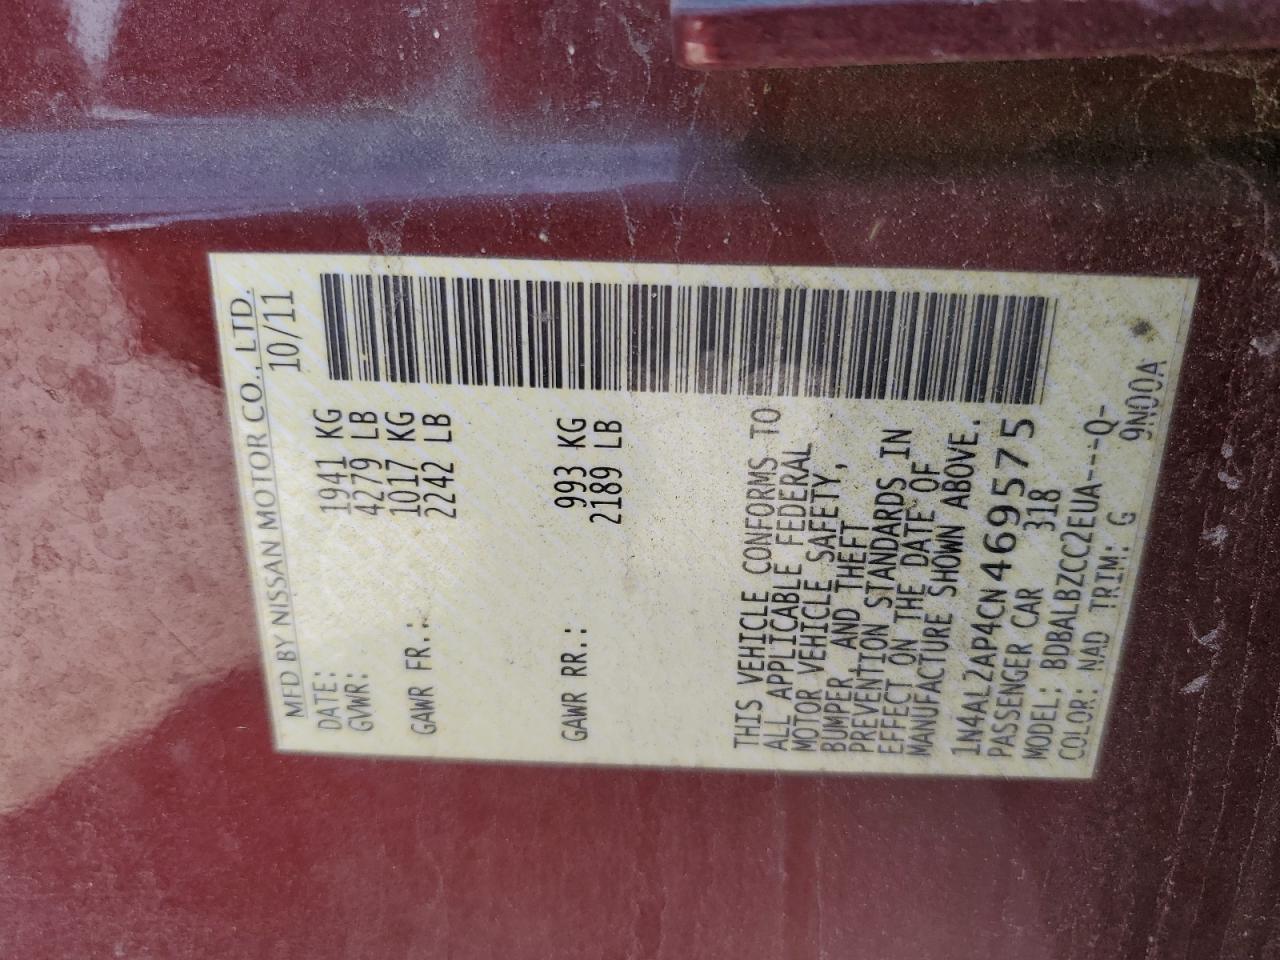 MFD BY NISSAN MOTOR CO., LTD.
DATE: 10/11
GVWR: 1941 KG
4279 LB
GAWR FR.: 1017 KG
2242 LB
GAWR RR.: 993 KG
2189 LB
THIS VEHICLE CONFORMS TO
ALL APPLICABLE FEDERAL
MOTOR VEHICLE SAFETY,
BUMPER, AND THEFT
PREVENTION STANDARDS IN
EFFECT ON THE DATE OF
MANUFACTURE SHOWN ABOVE.
1N4AL2AP4CN469575
PASSENGER CAR 318
MODEL: BDBALBZCC2EUA---Q-
COLOR: NAD TRIM: G 9N00A